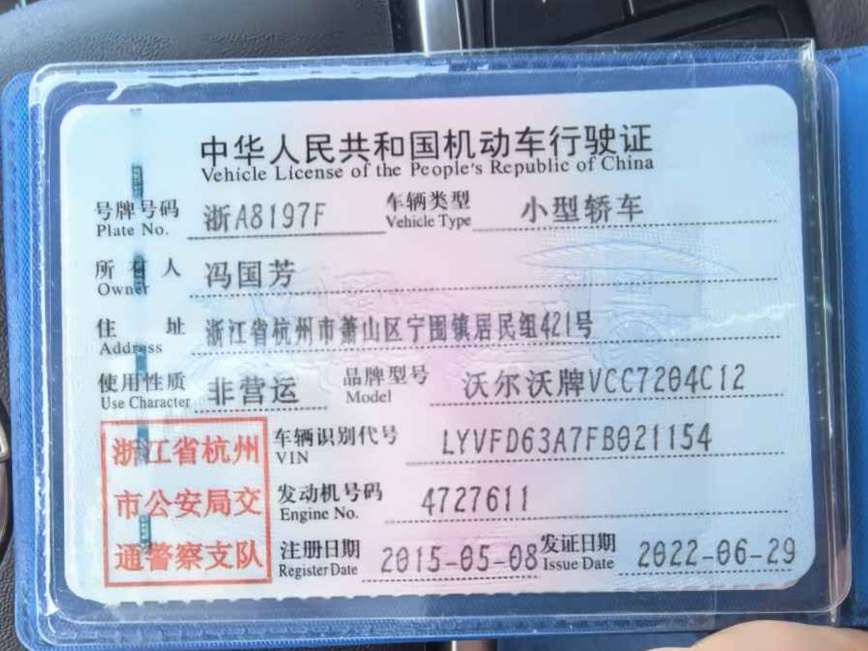 中华人民共和国机动车行驶证
Vehicle License of the People's Republic of China
号牌号码 浙A8197F 车辆类型 小型轿车
Plate No. Vehicle Type
所有人 冯国芳
Owner
住址 浙江省杭州市萧山区宁围镇居民组421号
Address
使用性质 非营运 品牌型号 沃尔沃牌VCC7204C12
Use Character Model
浙江省杭州 车辆识别代号 LYVFD63A7FB021154
VIN
市公安局交 发动机号码 4727611
Engine No.
通警察支队 注册日期 2015-05-08 发证日期 2022-06-29
Register Date Issue Date